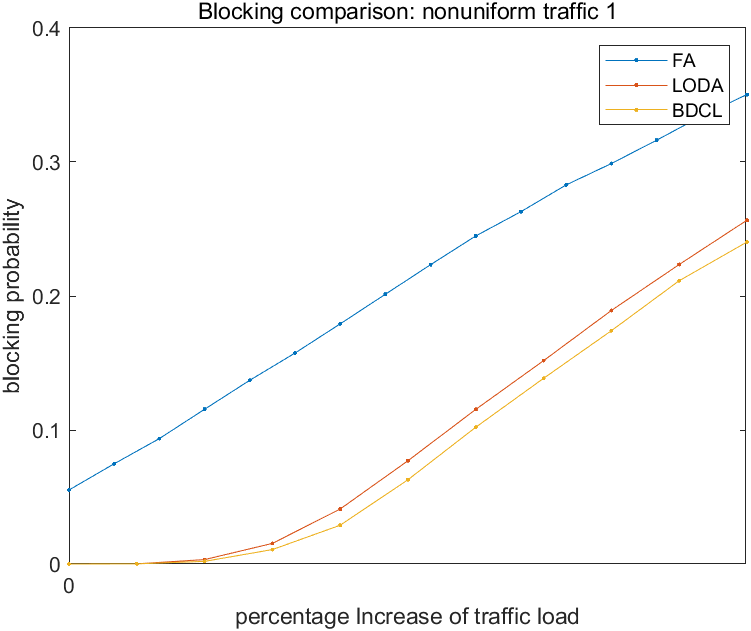 Blocking comparison: nonuniform traffic 1
0.4
FA
LODA
BDCL
0.3
blocking probability
0.2
0.1
0
0
percentage Increase of traffic load